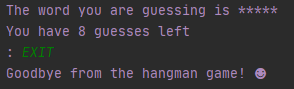 The word you are guessing is *****
You have 8 guesses left
: EXIT
Goodbye from the hangman game! ☻